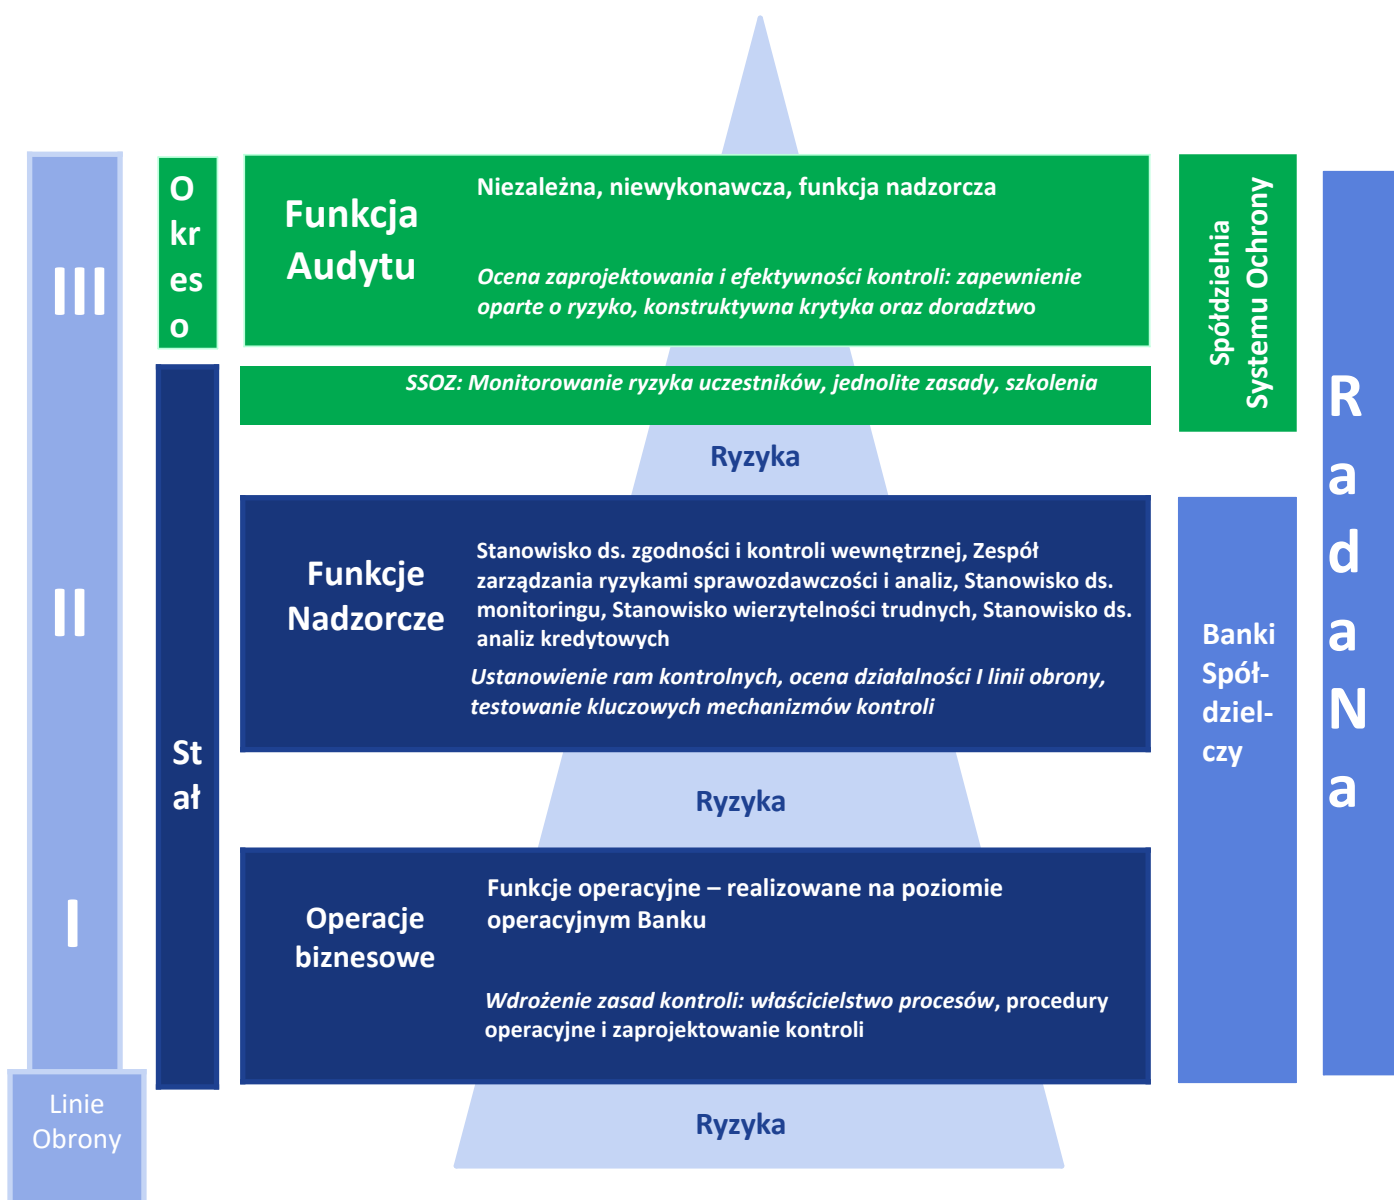 III
II
I
Linie
Obrony
O
kr
es
o
St
ał
Funkcja
Audytu
Niezależna, niewykonawcza, funkcja nadzorcza
Ocena zaprojektowania i efektywności kontroli: zapewnienie
oparte o ryzyko, konstruktywna krytyka oraz doradztwo
SSOZ: Monitorowanie ryzyka uczestników, jednolite zasady, szkolenia
Ryzyka
Funkcje
Nadzorcze
Stanowisko ds. zgodności i kontroli wewnętrznej, Zespół
zarządzania ryzykami sprawozdawczości i analiz, Stanowisko ds.
monitoringu, Stanowisko wierzytelności trudnych, Stanowisko ds.
analiz kredytowych
Ustanowienie ram kontrolnych, ocena działalności I linii obrony,
testowanie kluczowych mechanizmów kontroli
Ryzyka
Operacje
biznesowe
Funkcje operacyjne – realizowane na poziomie
operacyjnym Banku
Wdrożenie zasad kontroli: właścicielstwo procesów, procedury
operacyjne i zaprojektowanie kontroli
Ryzyka
Spółdzielnia
Systemu Ochrony
Banki
Spół-
dziel-
czy
R
a
d
a
N
a